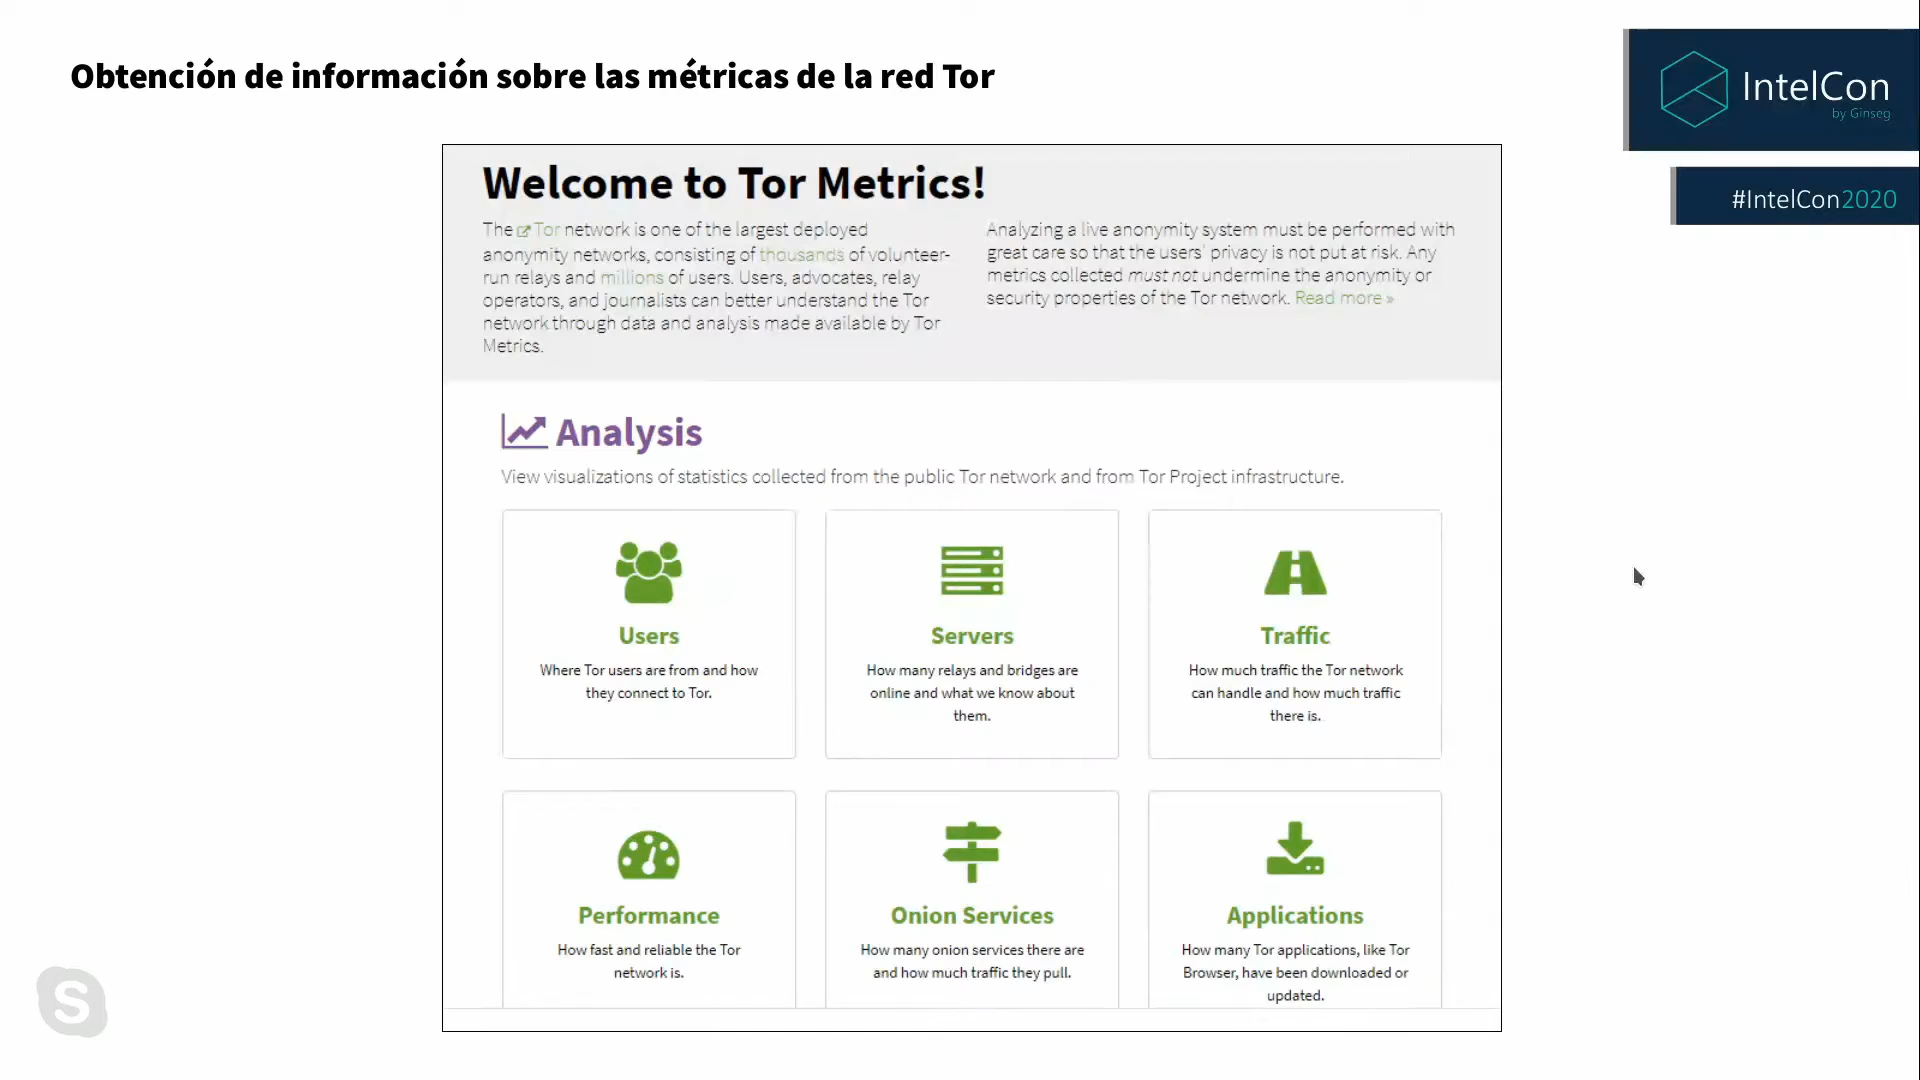 Obtención de información sobre las métricas de la red Tor
IntelCon
by Ginseg
#IntelCon2020
Welcome to Tor Metrics!
The Tor network is one of the largest deployed
anonymity networks, consisting of thousands of volunteer-
run relays and millions of users. Users, advocates, relay
operators, and journalists can better understand the Tor
network through data and analysis made available by Tor
Metrics.
Analyzing a live anonymity system must be performed with
great care so that the users' privacy is not put at risk. Any
metrics collected must not undermine the anonymity or
security properties of the Tor network. Read more »
Analysis
View visualizations of statistics collected from the public Tor network and from Tor Project infrastructure.
Users
Where Tor users are from and how
they connect to Tor.
Servers
How many relays and bridges are
online and what we know about
them.
Traffic
How much traffic the Tor network
can handle and how much traffic
there is.
Performance
How fast and reliable the Tor
network is.
Onion Services
How many onion services there are
and how much traffic they pull.
Applications
How many Tor applications, like Tor
Browser, have been downloaded or
updated.
S